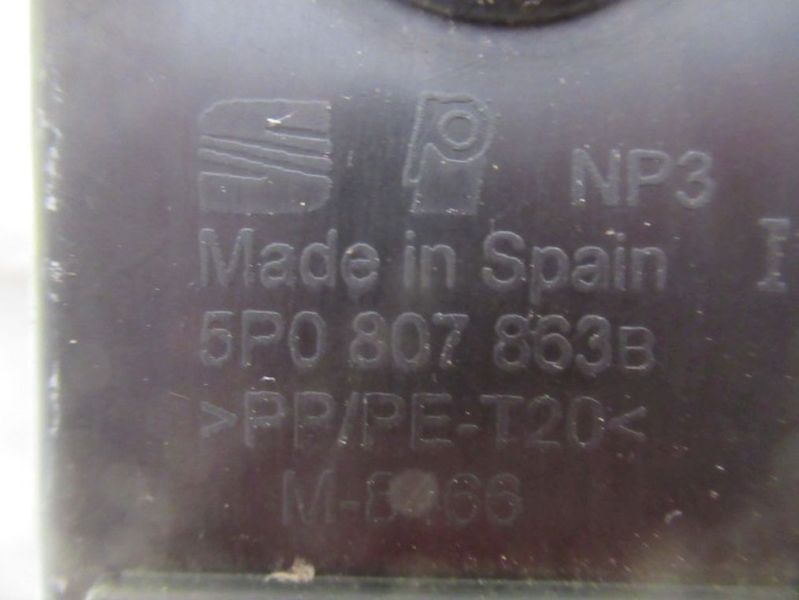 NP3
Made in Spain
5P0 807 863B
>PP/PE-T20<